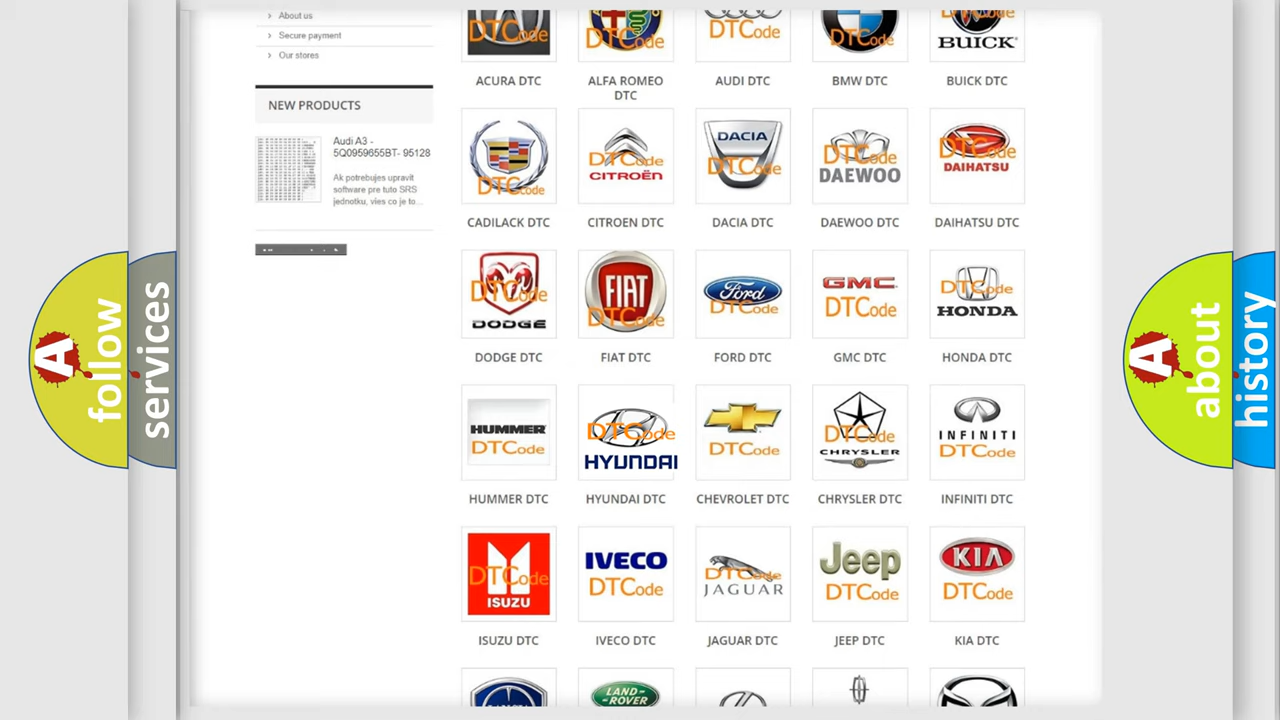 About us
Secure payment
Our stores
NEW PRODUCTS
Audi A3 -
5Q0959655BT- 95128
Ak potrebujes upravit
software pre tuto SRS
jednotku, vies co je to...
DTCode DTCode DTCode DTCode BUICK
ACURA DTC
ALFA ROMEO
DTC
AUDI DTC
BMW DTC
BUICK DTC
DTCode
DTCode
CITROËN
DACIA
DTCode
DTCode
DAEWOO
DTCode
DAIHATSU
CADILACK DTC
CITROEN DTC
DACIA DTC
DAEWOO DTC
DAIHATSU DTC
DTCode
DODGE
FIAT
DTCode
Ford
DTCode
GMC
DTCode
DTCode
HONDA
DODGE DTC
FIAT DTC
FORD DTC
GMC DTC
HONDA DTC
HUMMER
DTCode
DTCode
HYUNDAI
DTCode
DTCode
CHRYSLER
INFINITI
DTCode
HUMMER DTC
HYUNDAI DTC
CHEVROLET DTC
CHRYSLER DTC
INFINITI DTC
DTCode
ISUZU
IVECO
DTCode
DTCode
JAGUAR
Jeep
DTCode
KIA
DTCode
ISUZU DTC
IVECO DTC
JAGUAR DTC
JEEP DTC
KIA DTC
LAND-
ROVER
A
follow
services
A
about
history